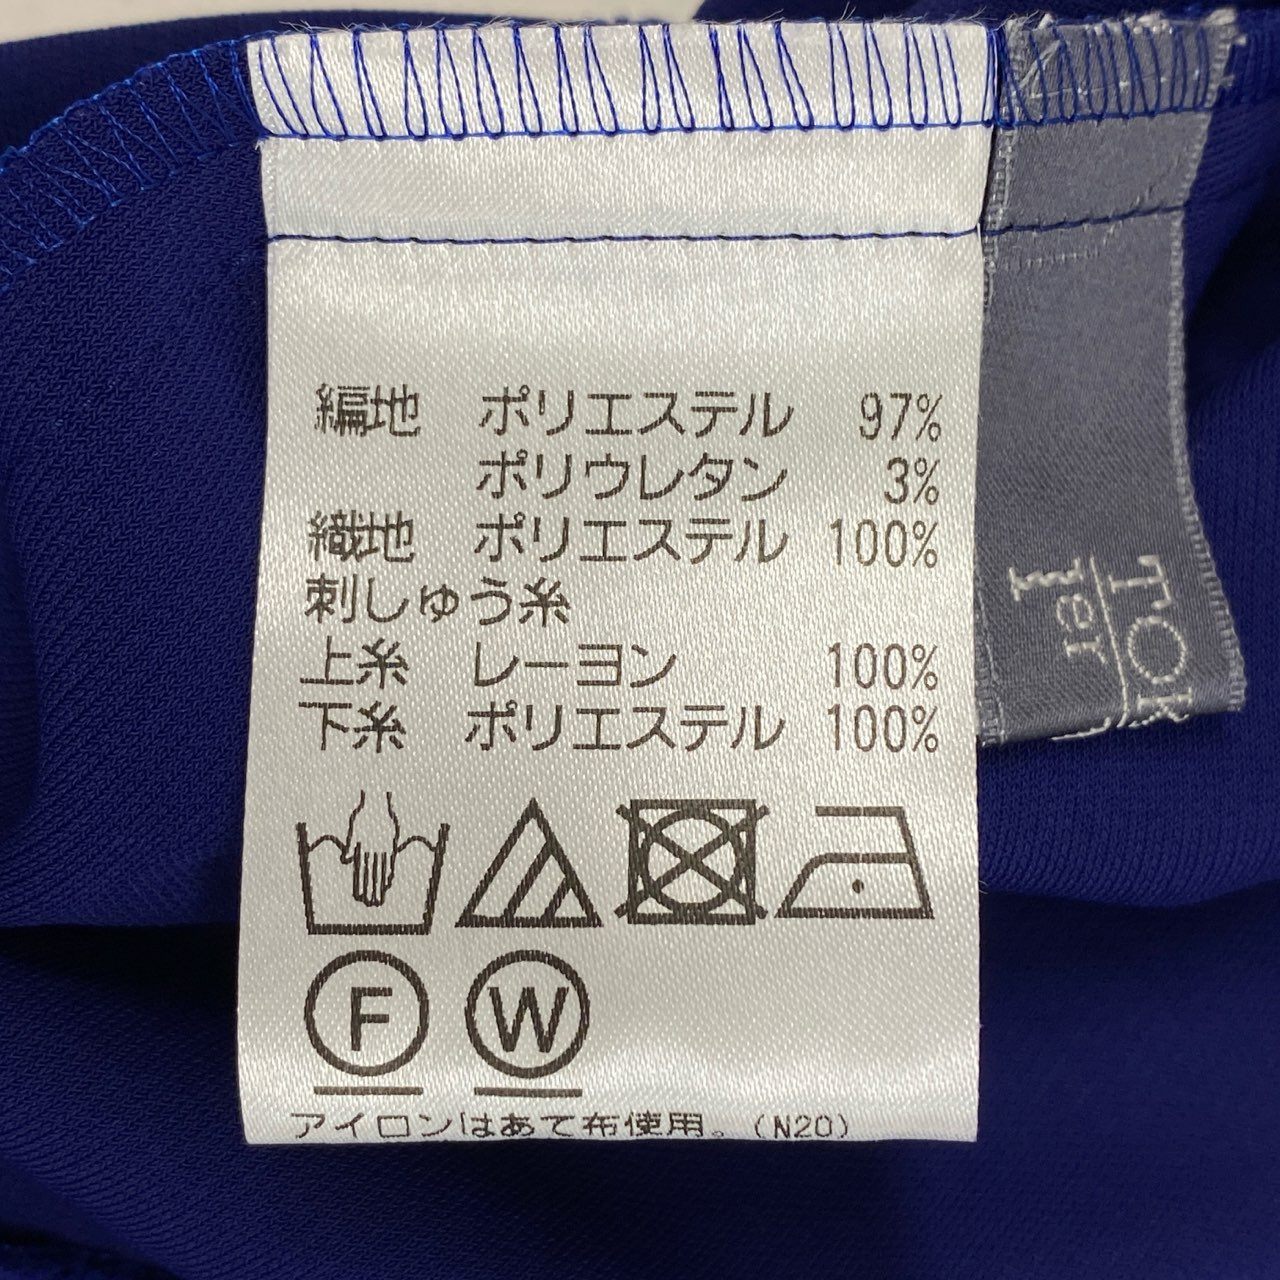 編地 ポリエステル 97%
ポリウレタン 3%
織地 ポリエステル 100%
刺しゅう糸
上糸 レーヨン 100%
下糸 ポリエステル 100%
F W
アイロンはあて布使用。(N20)